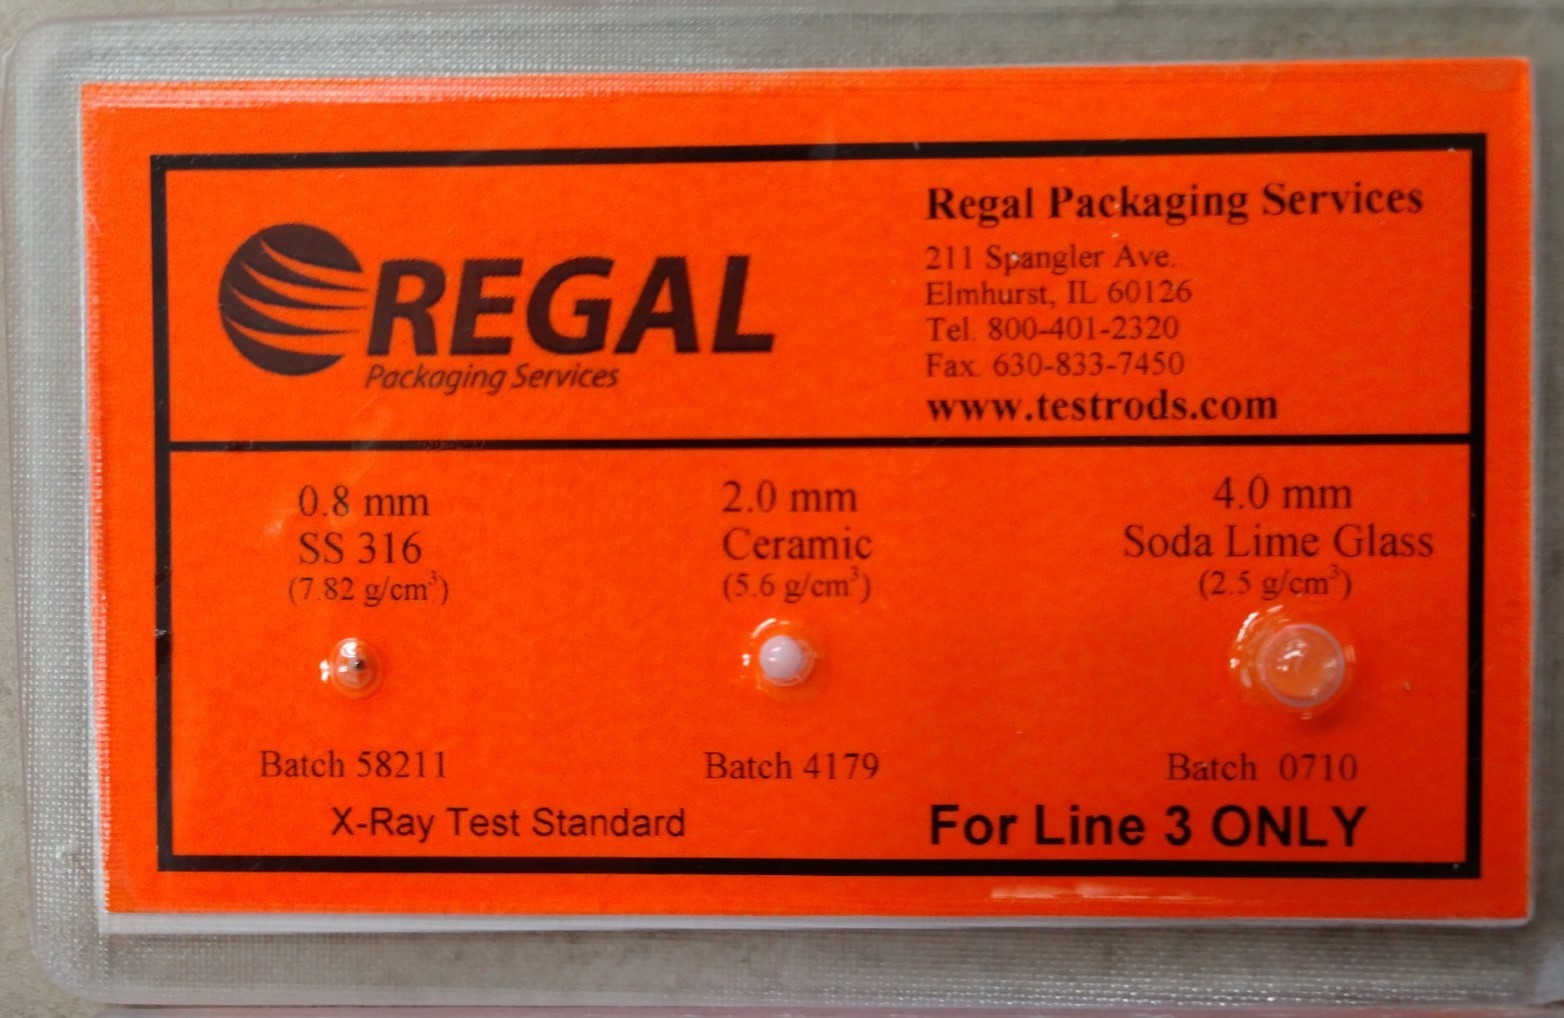 REGAL
Packaging Services
Regal Packaging Services
211 Spangler Ave.
Elmhurst, IL 60126
Tel. 800-401-2320
Fax. 630-833-7450
www.testrods.com
0.8 mm
SS 316
(7.82 g/cm³)
Batch 58211
2.0 mm
Ceramic
(5.6 g/cm³)
Batch 4179
4.0 mm
Soda Lime Glass
(2.5 g/cm³)
Batch 0710
X-Ray Test Standard
For Line 3 ONLY